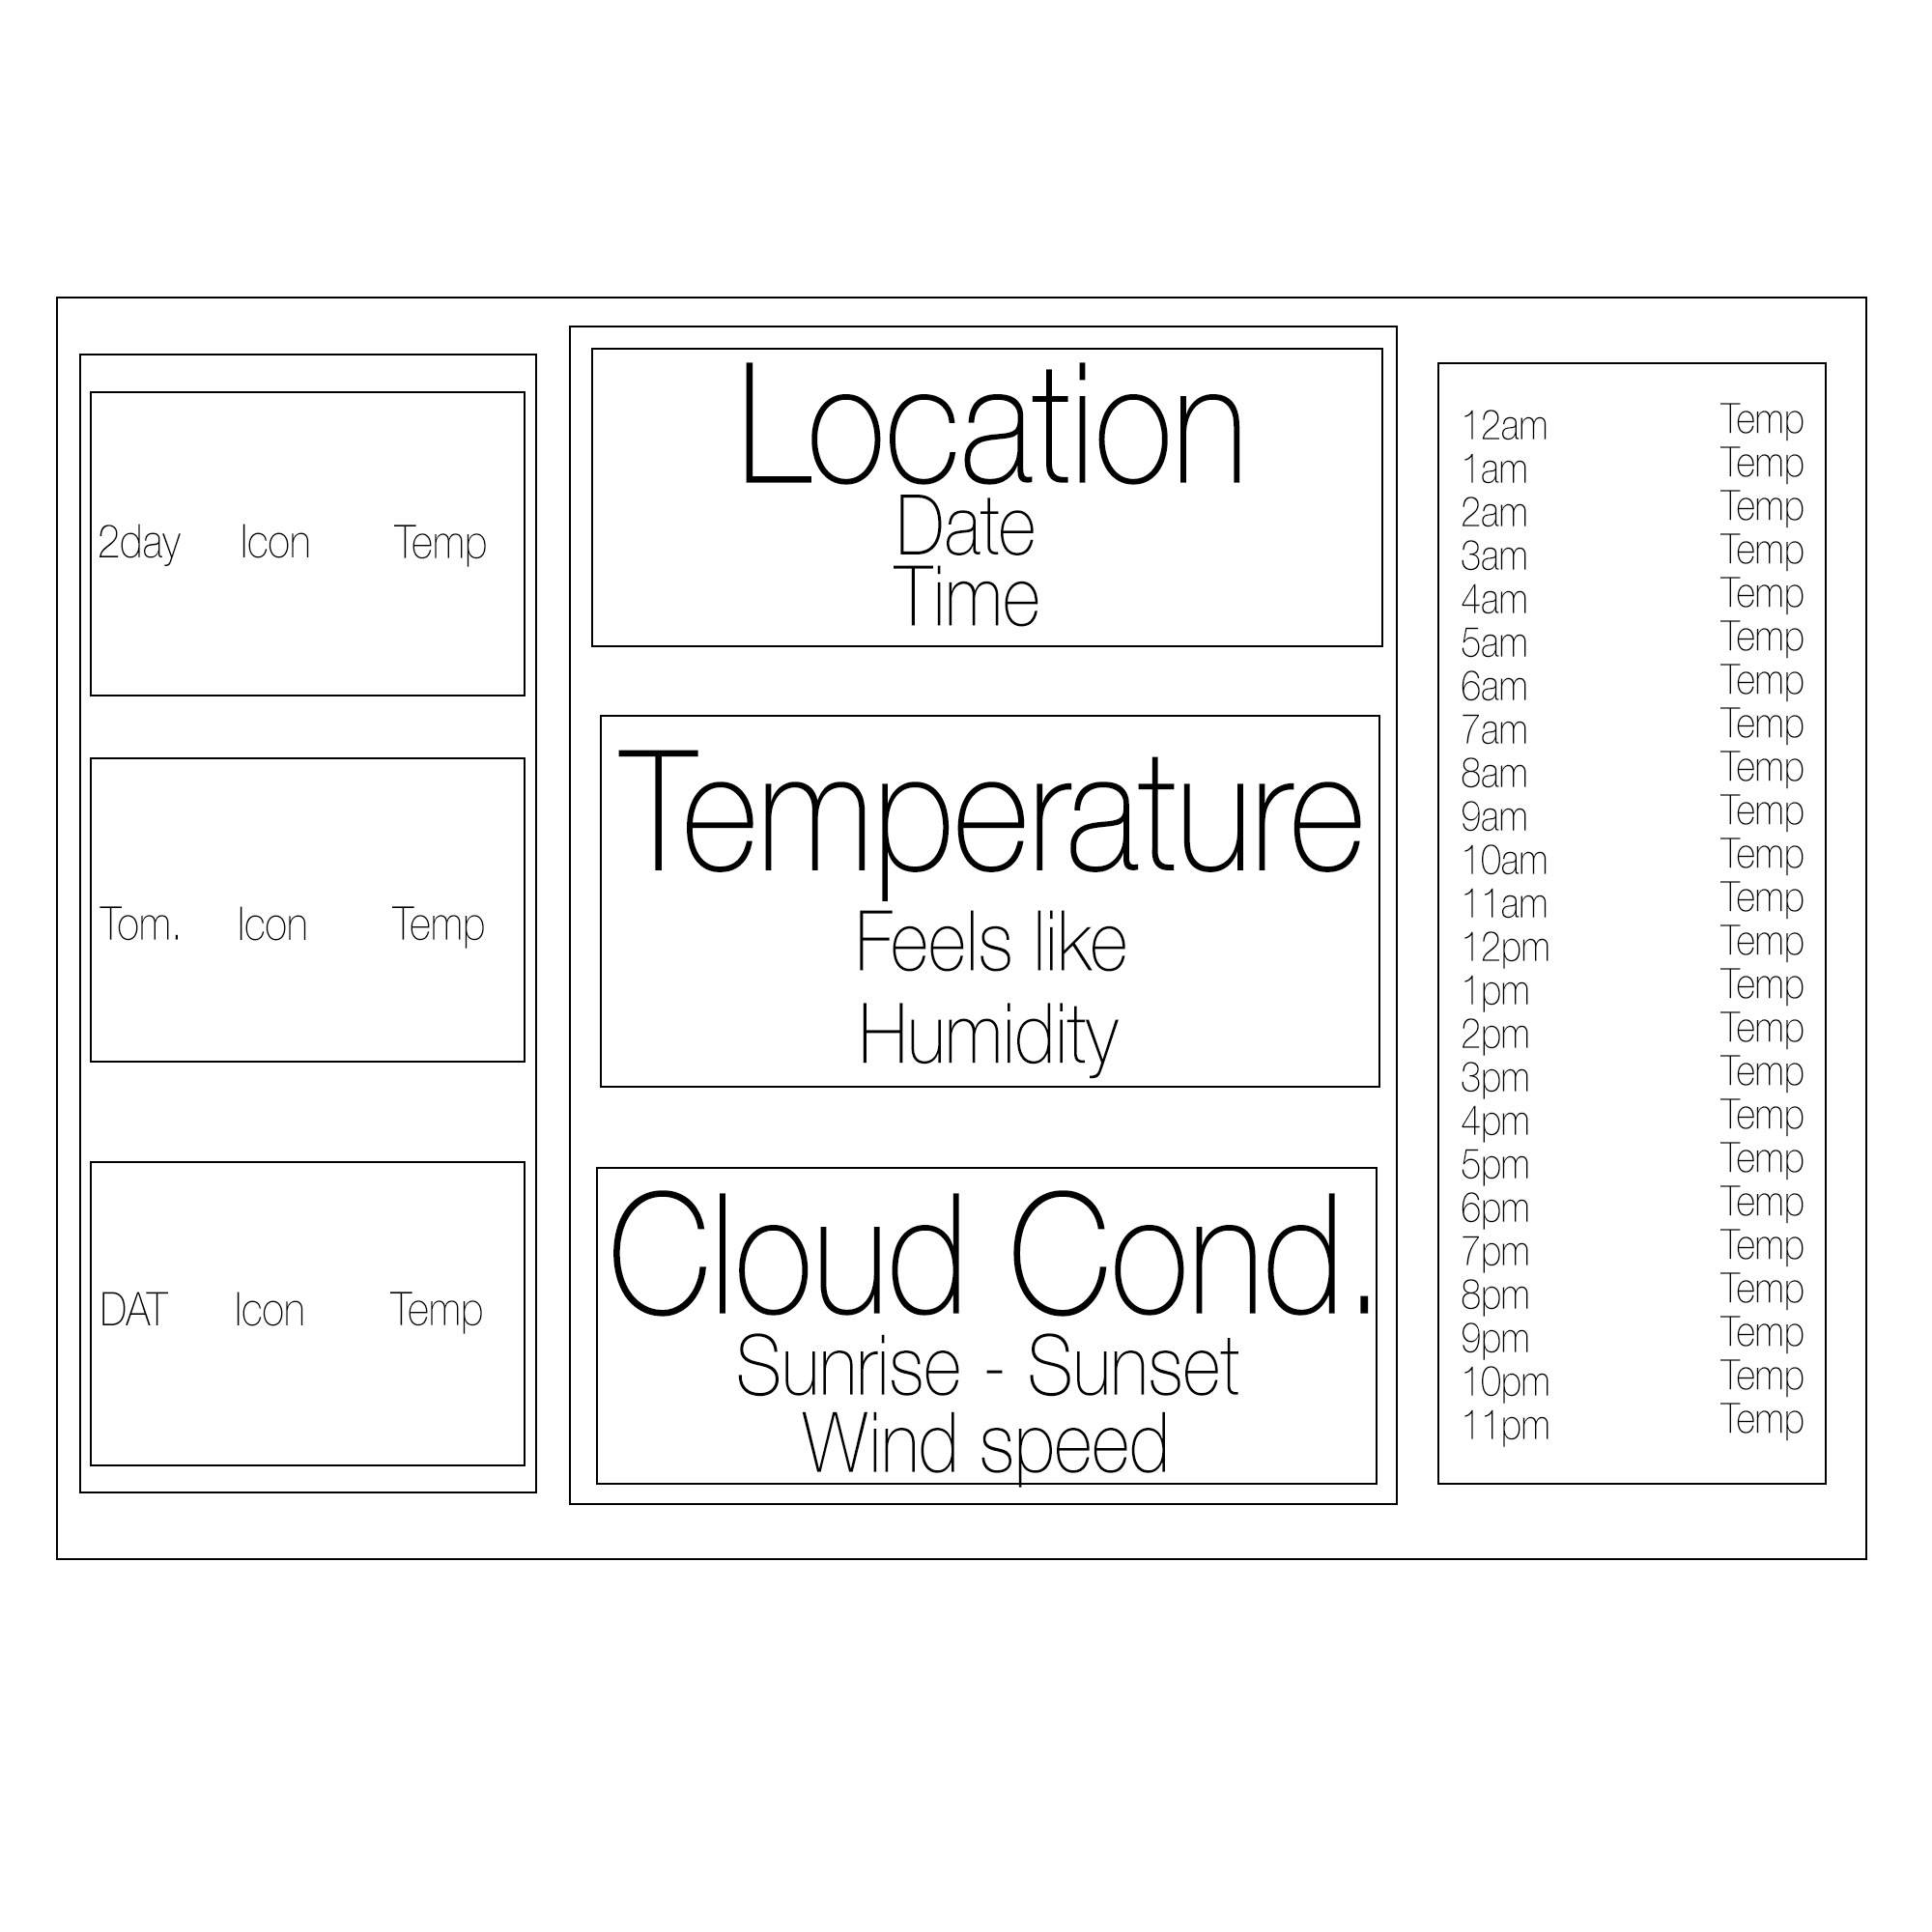 2day Icon Temp
Tom. Icon Temp
DAT Icon Temp
Location
Date
Time
Temperature
Feels like
Humidity
Cloud Cond.
Sunrise - Sunset
Wind speed
12am Temp
1am Temp
2am Temp
3am Temp
4am Temp
5am Temp
6am Temp
7am Temp
8am Temp
9am Temp
10am Temp
11am Temp
12pm Temp
1pm Temp
2pm Temp
3pm Temp
4pm Temp
5pm Temp
6pm Temp
7pm Temp
8pm Temp
9pm Temp
10pm Temp
11pm Temp